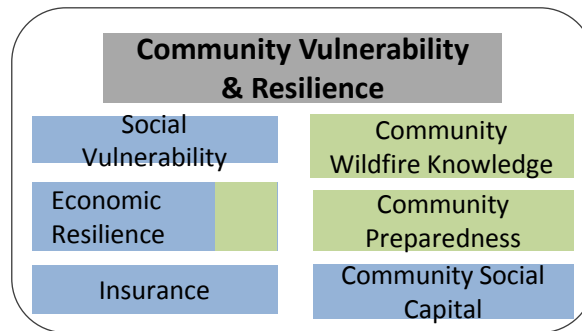 Community Vulnerability
& Resilience
Social
Vulnerability
Economic
Resilience
Insurance
Community
Wildfire Knowledge
Community
Preparedness
Community Social
Capital